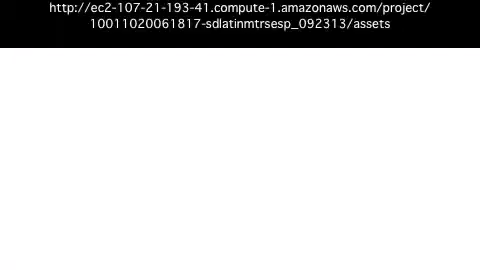 http://ec2-107-21-193-41.compute-1.amazonaws.com/project/
10011020061817-sdlatinmtrsesp_092313/assets